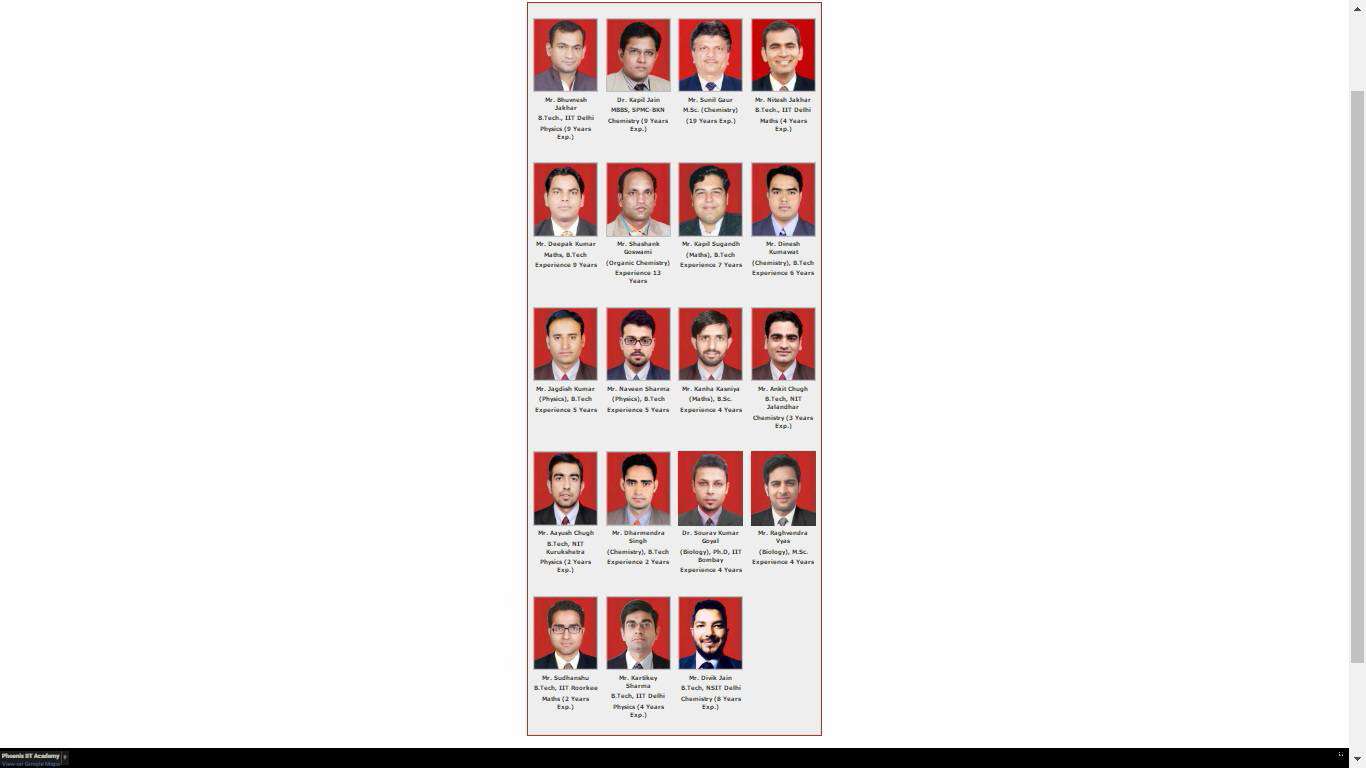 Mr. Bhuvnesh
Jakhar
B.Tech., IIT Delhi
Physics (9 Years
Exp.)
Dr. Kapil Jain
MBBS, SPMC-BKN
Chemistry (9 Years
Exp.)
Mr. Sunil Gaur
M.Sc. (Chemistry)
(19 Years Exp.)
Mr. Nitesh Jakhar
B.Tech., IIT Delhi
Maths (4 Years
Exp.)
Mr. Deepak Kumar
Maths, B.Tech
Experience 9 Years
Mr. Shashank
Goswami
(Organic Chemistry)
Experience 13
Years
Mr. Kapil Sugandh
(Maths), B.Tech
Experience 7 Years
Mr. Dinesh
Kumawat
(Chemistry), B.Tech
Experience 6 Years
Mr. Jagdish Kumar
(Physics), B.Tech
Experience 5 Years
Mr. Naveen Sharma
(Physics), B.Tech
Experience 5 Years
Mr. Kanha Kasniya
(Maths), B.Sc.
Experience 4 Years
Mr. Ankit Chugh
B.Tech, NIT
Jalandhar
Chemistry (3 Years
Exp.)
Mr. Aayush Chugh
B.Tech, NIT
Kurukshetra
Physics (2 Years
Exp.)
Mr. Dharmendra
Singh
(Chemistry), B.Tech
Experience 2 Years
Dr. Sourav Kumar
Goyal
(Biology), Ph.D, IIT
Bombay
Experience 4 Years
Mr. Raghvendra
Vyas
(Biology), M.Sc.
Experience 4 Years
Mr. Sudhanshu
B.Tech, IIT Roorkee
Maths (2 Years
Exp.)
Mr. Kartikey
Sharma
B.Tech, IIT Delhi
Physics (4 Years
Exp.)
Mr. Divik Jain
B.Tech, NSIT Delhi
Chemistry (8 Years
Exp.)
Phoenix IIT Academy
View on Google Maps